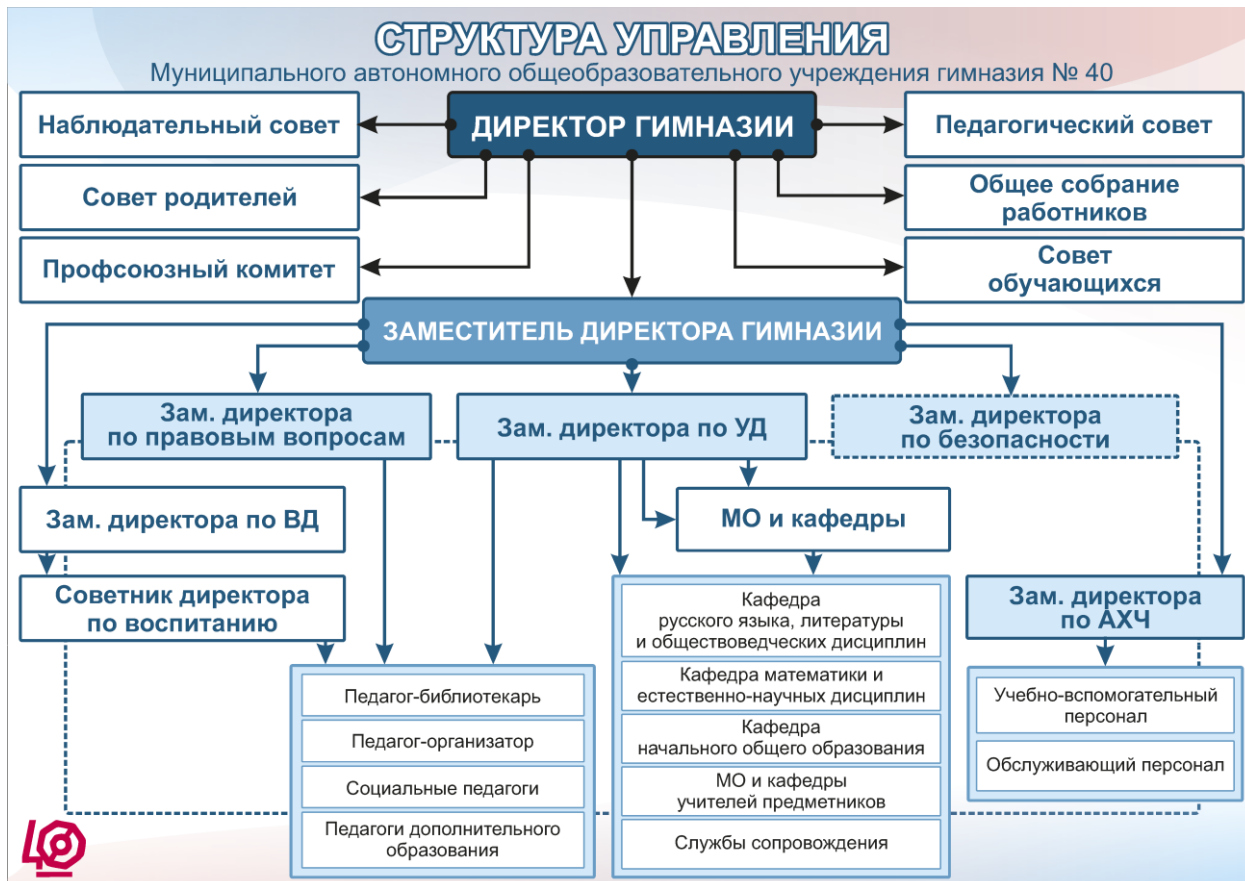 СТРУКТУРА УПРАВЛЕНИЯ
Муниципального автономного общеобразовательного учреждения гимназия № 40
Наблюдательный совет
ДИРЕКТОР ГИМНАЗИИ
Педагогический совет
Совет родителей
Общее собрание
работников
Профсоюзный комитет
Совет
обучающихся
ЗАМЕСТИТЕЛЬ ДИРЕКТОРА ГИМНАЗИИ
Зам. директора
по правовым вопросам
Зам. директора по УД
Зам. директора
по безопасности
Зам. директора по ВД
МО и кафедры
Советник директора
по воспитанию
Зам. директора
по АХЧ
Педагог-библиотекарь
Педагог-организатор
Социальные педагоги
Педагоги дополнительного
образования
Кафедра
русского языка, литературы
и обществоведческих дисциплин
Кафедра математики и
естественно-научных дисциплин
Кафедра
начального общего образования
МО и кафедры
учителей предметников
Службы сопровождения
Учебно-вспомогательный
персонал
Обслуживающий персонал
40